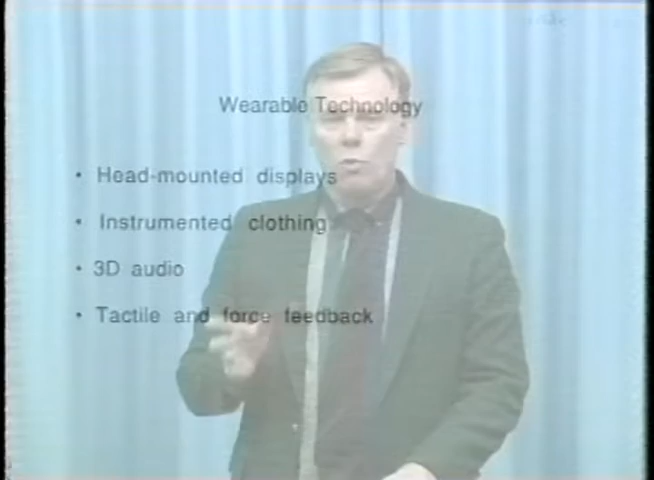 Wearable Technology
• Head-mounted displays
• Instrumented clothing
• 3D audio
• Tactile and force feedback